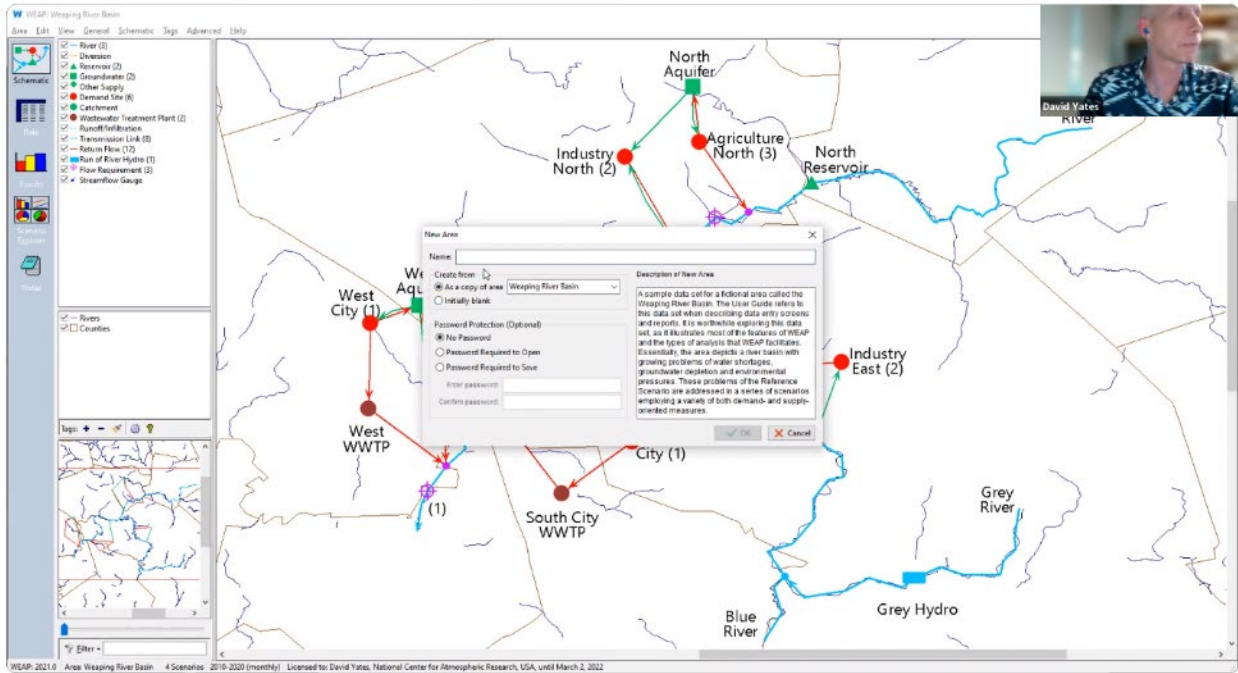 WEAP: Weaping River Basin
Area Edit View General Schematic Tags Advanced Help
Schematic
Data
Results
Scenario
Explorer
Notes
River (3)
Diversion
Reservoir (2)
Groundwater (2)
Other Supply
Demand Site (6)
Catchment
Wastewater Treatment Plant (2)
Runoff/Infiltration
Transmission Link (8)
Return Flow (12)
Run of River Hydro (1)
Flow Requirement (3)
Streamflow Gauge
Rivers
Counties
Tags:
Filter
North
Aquifer
Industry
North (2)
Agriculture
North (3)
North
Reservoir
River
David Yates
New Area
Name:
Create from
As a copy of area Weaping River Basin
Initially blank
Password Protection (Optional)
No Password
Password Required to Open
Password Required to Save
Enter password:
Confirm password:
Description of New Area
A sample data set for a fictional area called the
Weaping River Basin. The User Guide refers to
this data set when describing data entry screens
and reports. It is worthwhile exploring this data
set, as it illustrates most of the features of WEAP
and the types of analysis that WEAP facilitates.
Essentially, the area depicts a river basin with
growing problems of water shortages,
groundwater depletion and environmental
pressures. These problems of the Reference
Scenario are addressed in a series of scenarios
employing a variety of both demand- and supply-
oriented measures.
OK
Cancel
We
Aqu
West
City (1)
Industry
East (2)
West
WWTP
City (1)
(1)
South City
WWTP
Grey
River
Grey Hydro
Blue
River
WEAP: 2021.0 Area: Weaping River Basin 4 Scenarios 2010-2020 (monthly) Licensed to: David Yates, National Center for Atmospheric Research, USA, until March 2, 2022